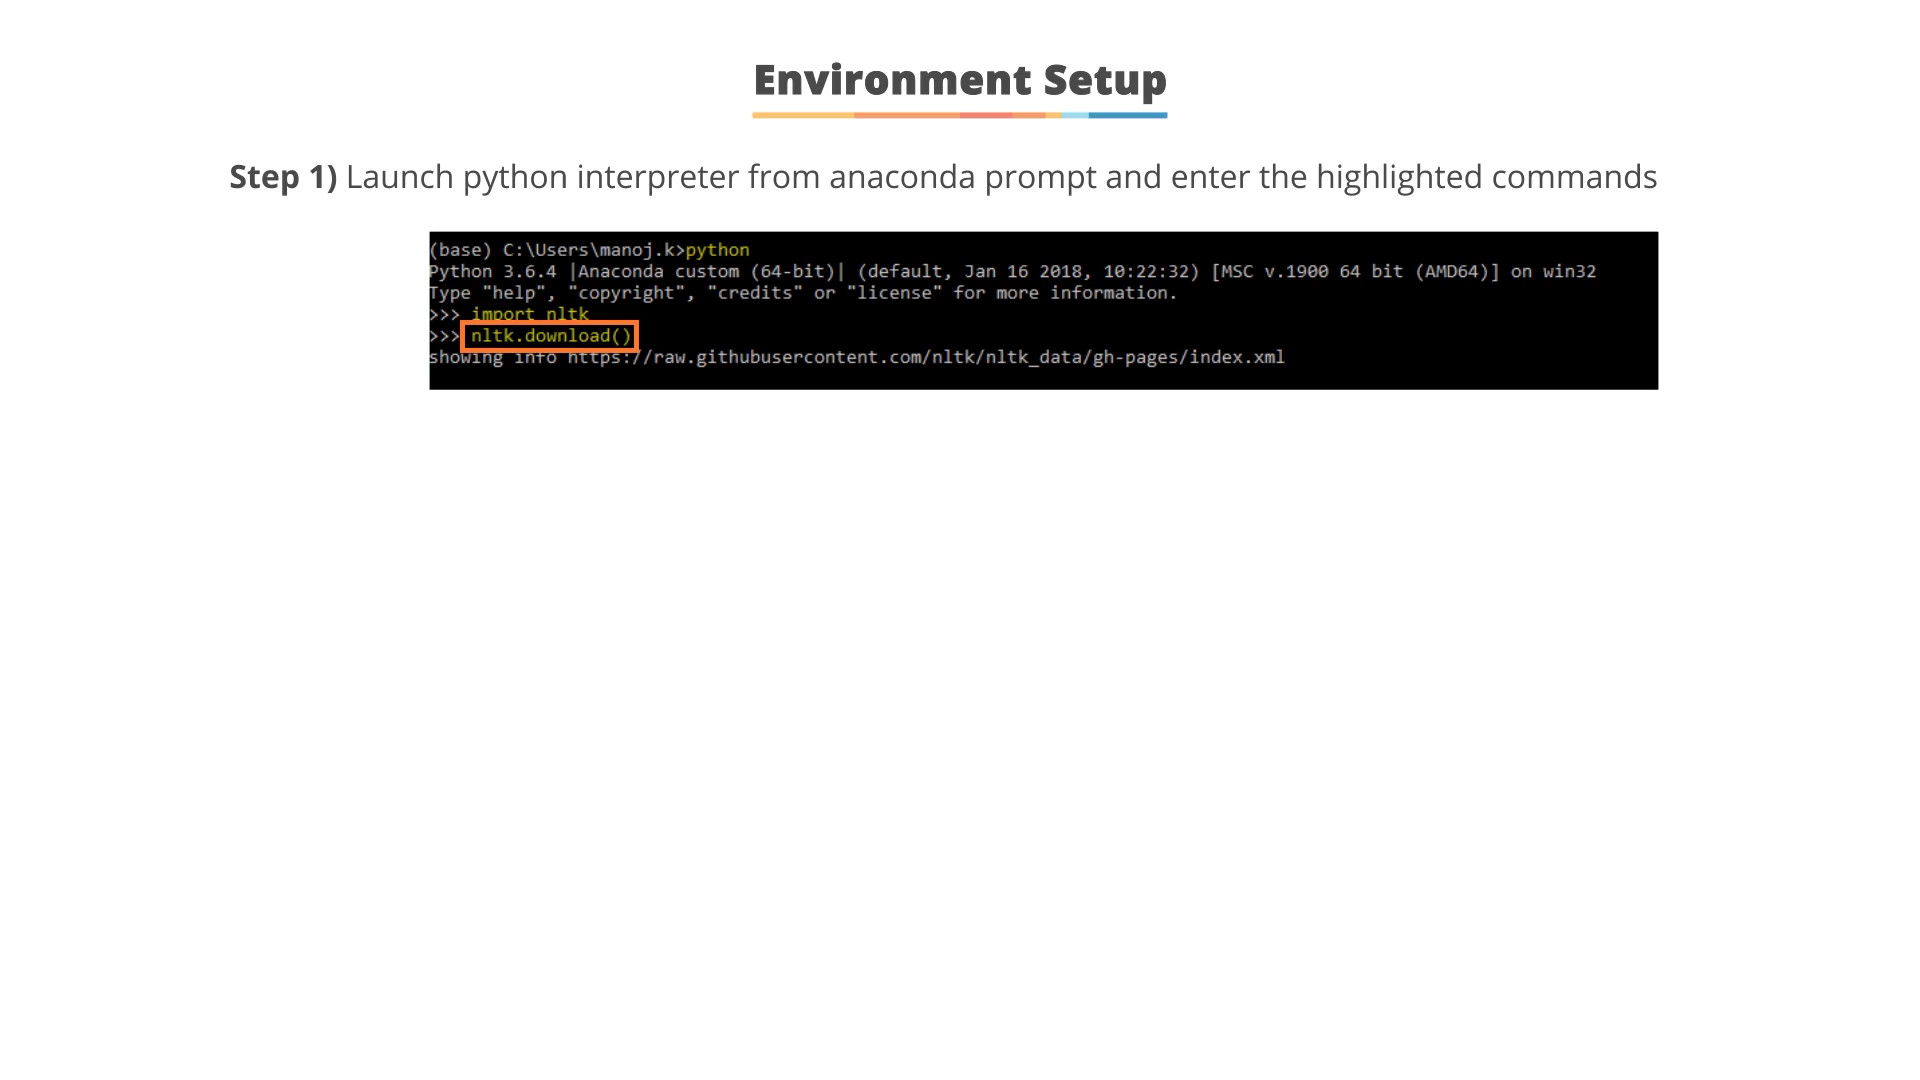 Environment Setup
Step 1) Launch python interpreter from anaconda prompt and enter the highlighted commands
(base) C:\Users\manoj.k>python
Python 3.6.4 |Anaconda custom (64-bit)| (default, Jan 16 2018, 10:22:32) [MSC v.1900 64 bit (AMD64)] on win32
Type "help", "copyright", "credits" or "license" for more information.
>>> import nltk
>>> nltk.download()
showing info https://raw.githubusercontent.com/nltk/nltk_data/gh-pages/index.xml